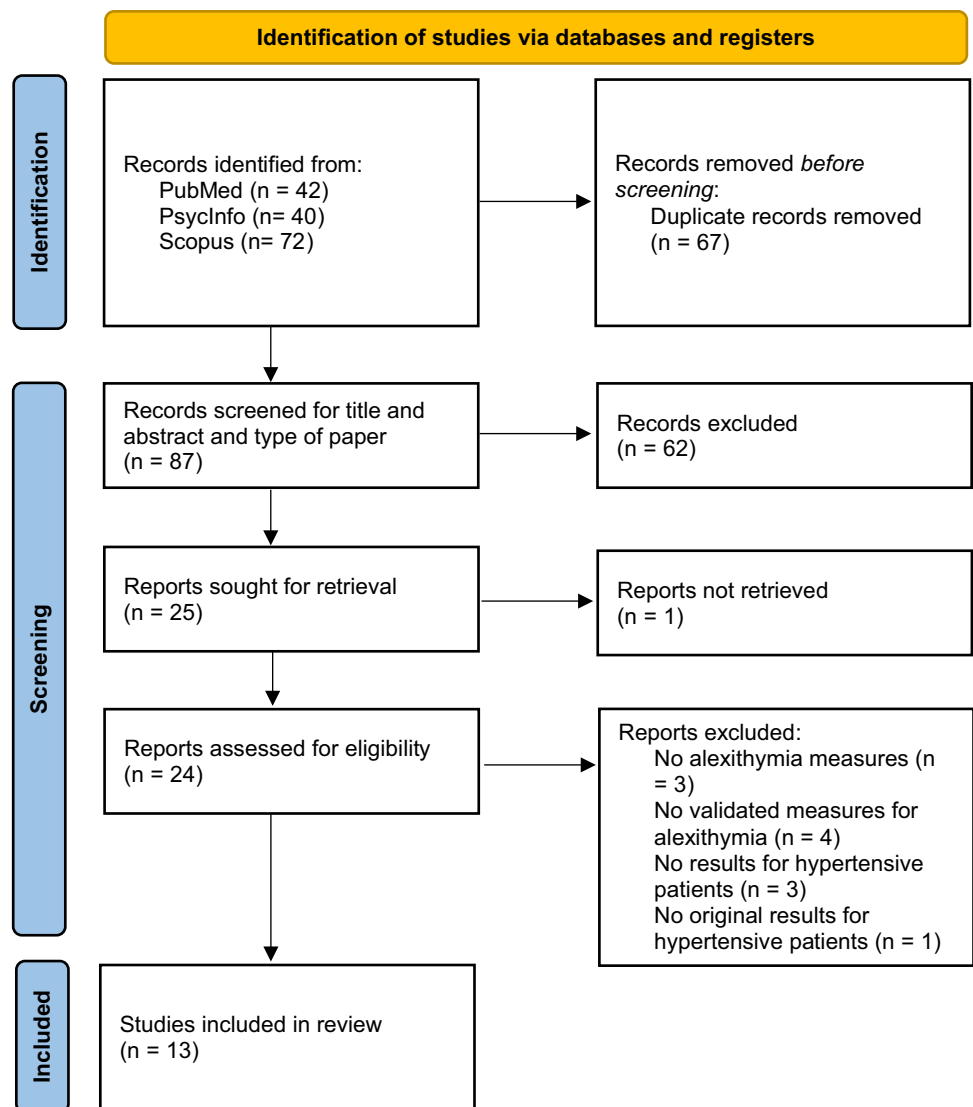 Identification of studies via databases and registers
Identification
Records identified from:
PubMed (n = 42)
PsycInfo (n= 40)
Scopus (n= 72)
Records removed before
screening:
Duplicate records removed
(n = 67)
Screening
Records screened for title and
abstract and type of paper
(n = 87)
Records excluded
(n = 62)
Reports sought for retrieval
(n = 25)
Reports not retrieved
(n = 1)
Reports assessed for eligibility
(n = 24)
Reports excluded:
No alexithymia measures (n
= 3)
No validated measures for
alexithymia (n = 4)
No results for hypertensive
patients (n = 3)
No original results for
hypertensive patients (n = 1)
Included
Studies included in review
(n = 13)